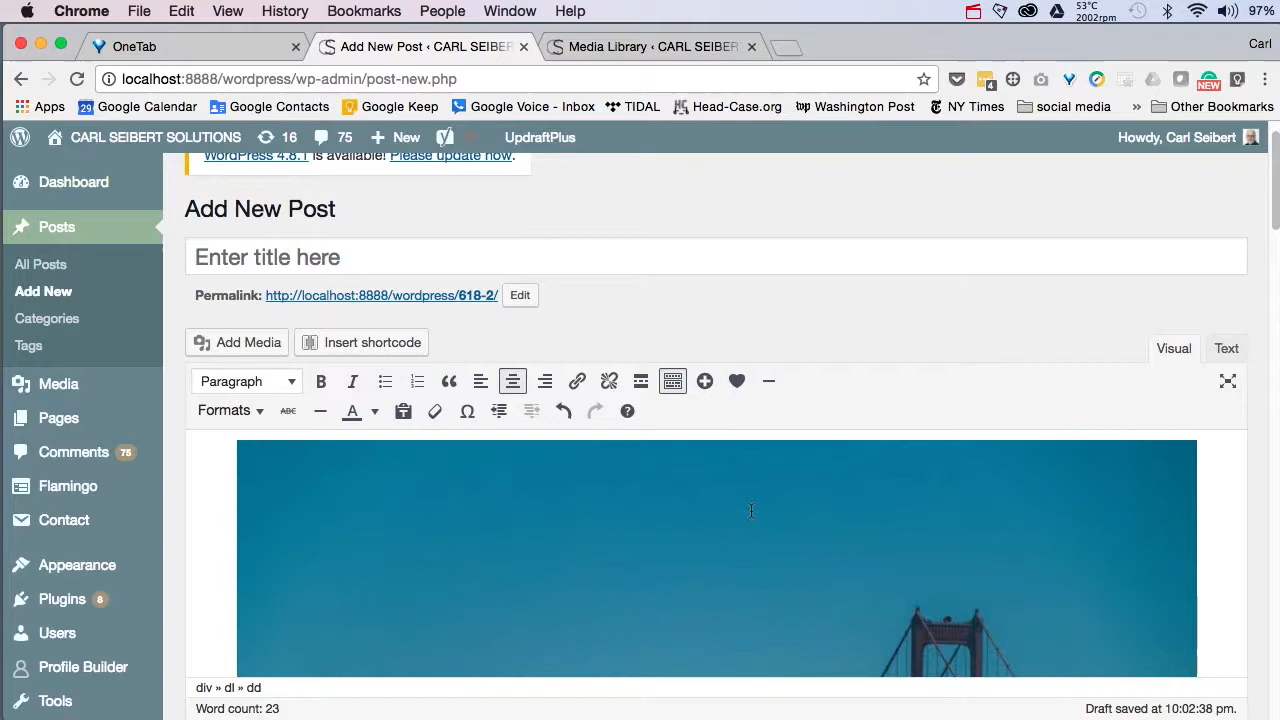 Chrome File Edit View History Bookmarks People Window Help 53°C 2002rpm 97%
OneTab Add New Post ‹ CARL SEIBER Media Library ‹ CARL SEIBERT Carl
localhost:8888/wordpress/wp-admin/post-new.php 4 NEW
Apps 29 Google Calendar Google Contacts Google Keep Google Voice - Inbox TIDAL Head-Case.org wp Washington Post NY Times social media » Other Bookmarks
CARL SEIBERT SOLUTIONS 16 75 New UpdraftPlus Howdy, Carl Seibert
WordPress 4.8.1 is available! Please update now.
Dashboard
Posts
All Posts
Add New
Categories
Tags
Media
Pages
Comments 75
Flamingo
Contact
Appearance
Plugins 8
Users
Profile Builder
Tools
Add New Post
Enter title here
Permalink: http://localhost:8888/wordpress/618-2/ Edit
Add Media Insert shortcode Visual Text
Paragraph B I
Formats ABC A Ω
div » dl » dd
Word count: 23 Draft saved at 10:02:38 pm.